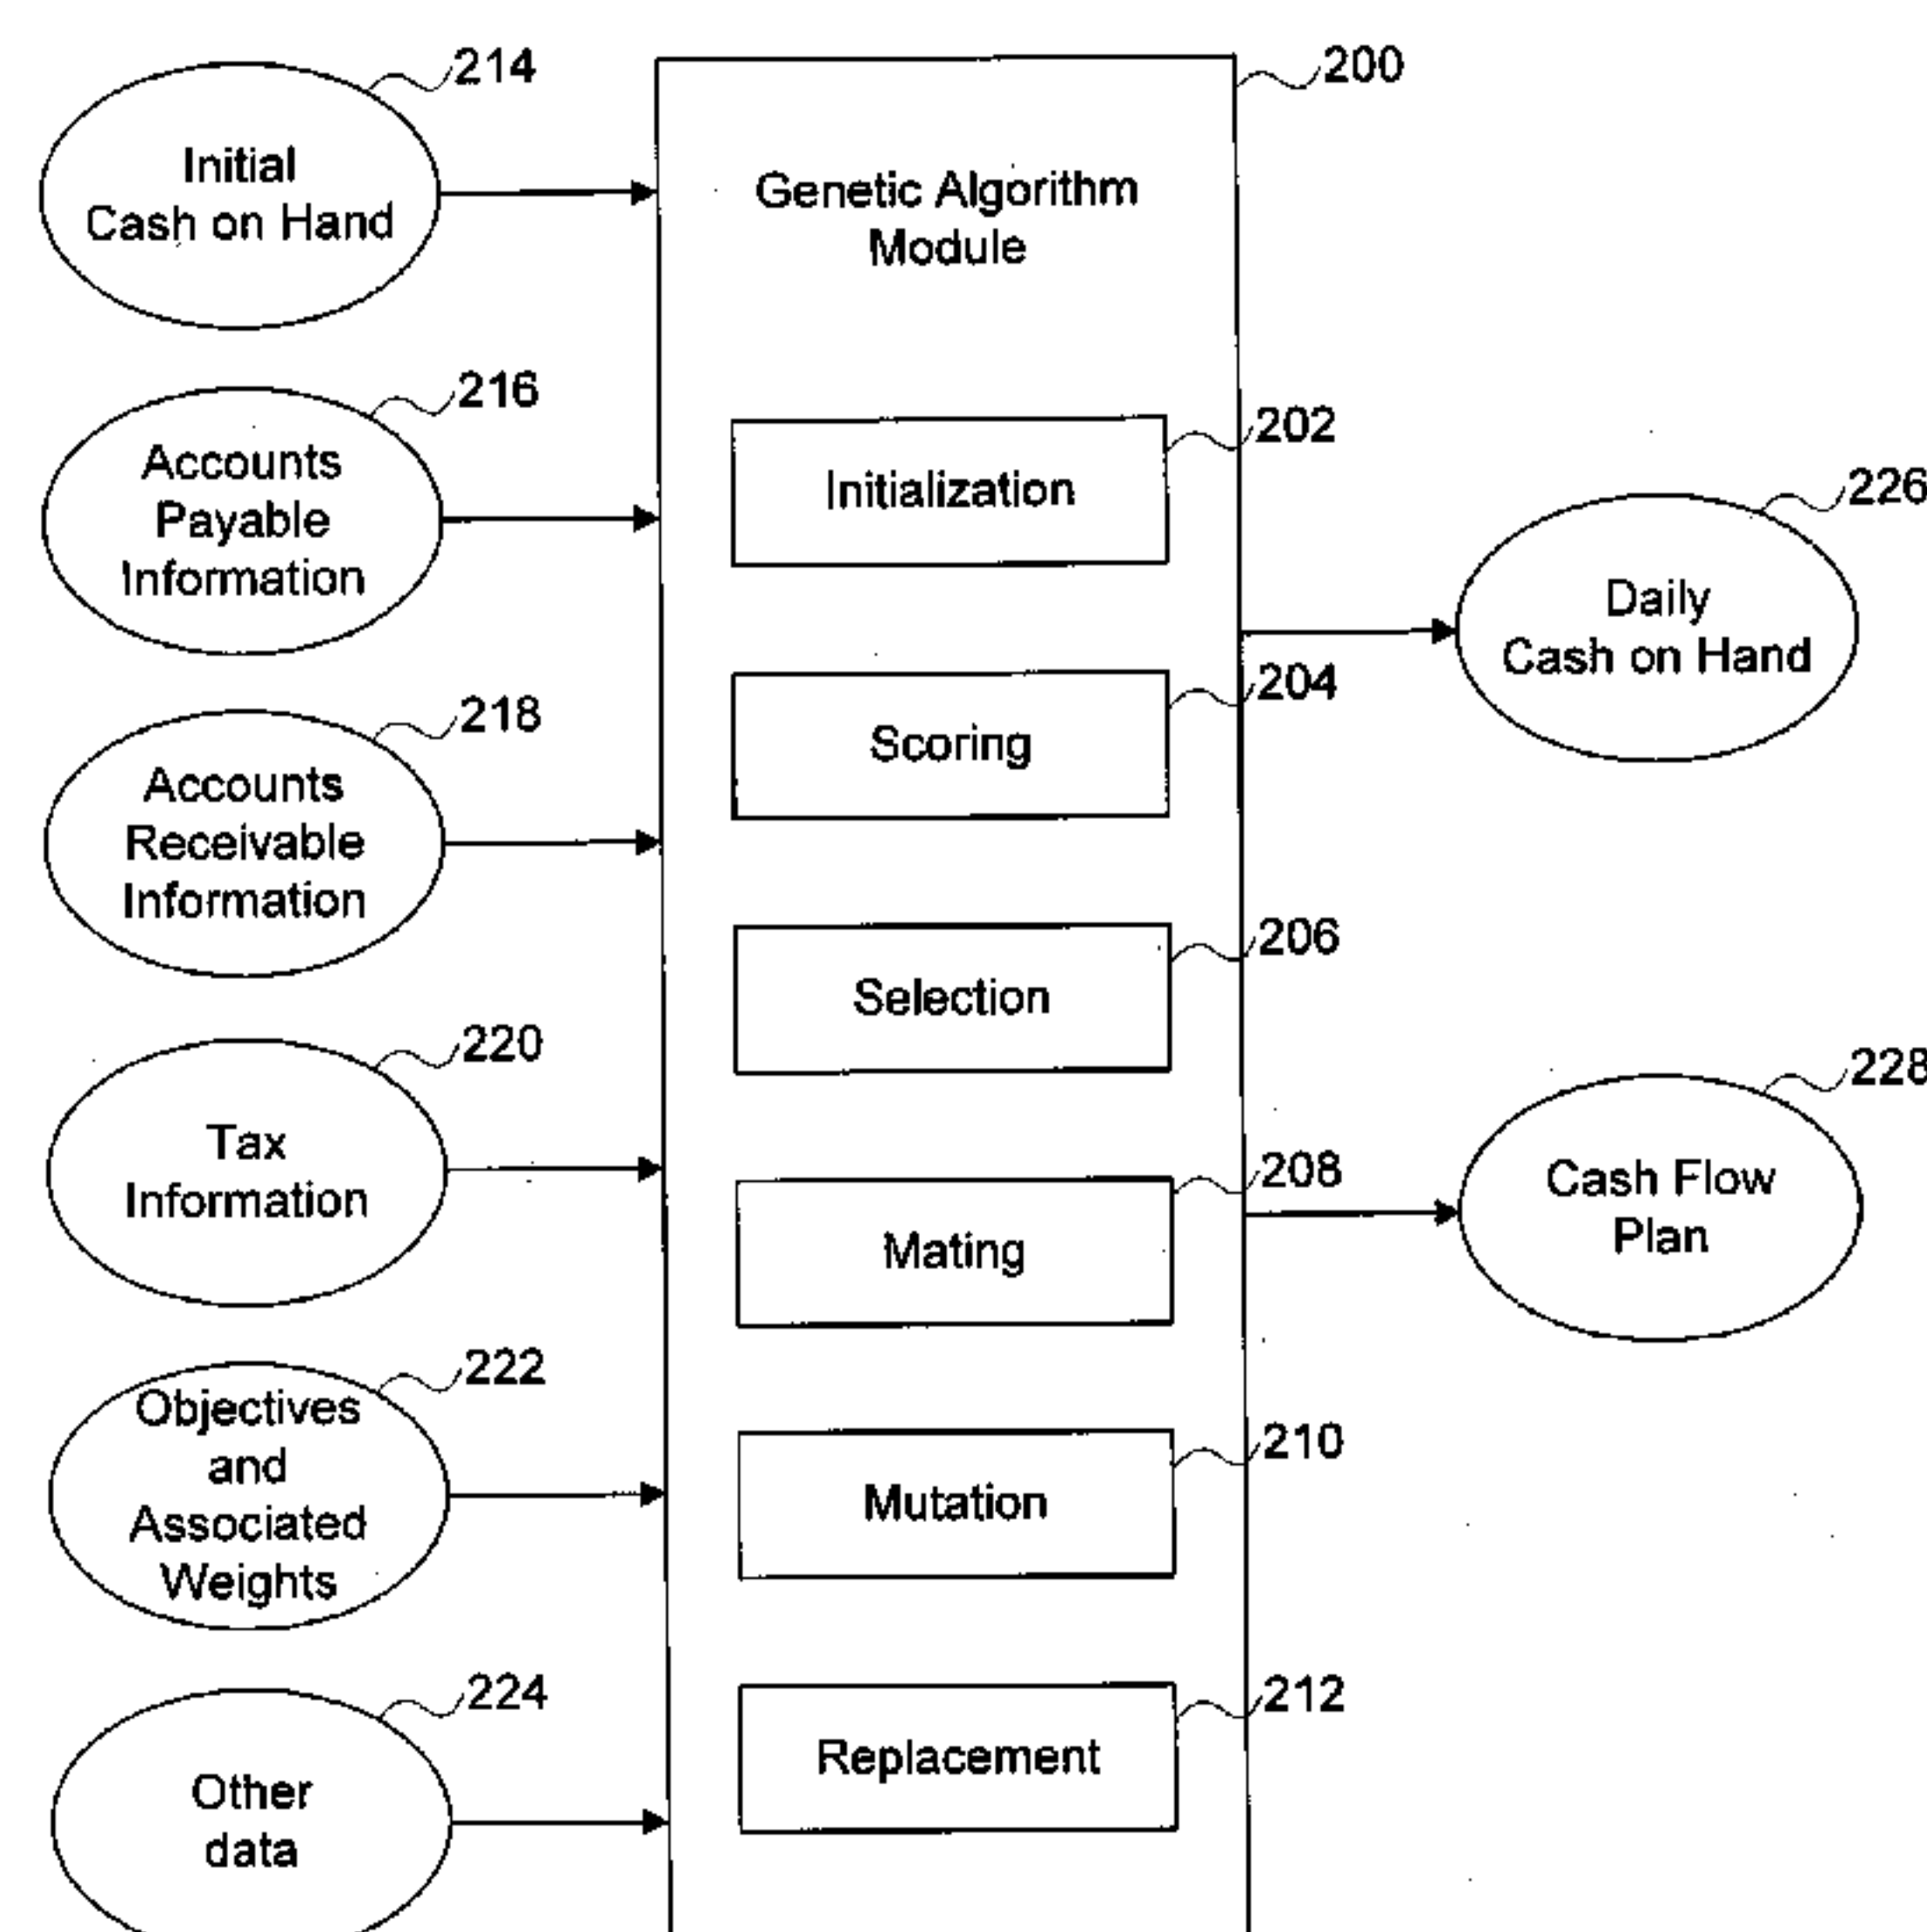 214
Initial
Cash on Hand
216
Accounts
Payable
Information
218
Accounts
Receivable
Information
220
Tax
Information
222
Objectives
and
Associated
Weights
224
Other
data
200
Genetic Algorithm
Module
202
Initialization
204
Scoring
206
Selection
208
Mating
210
Mutation
212
Replacement
226
Daily
Cash on Hand
228
Cash Flow
Plan